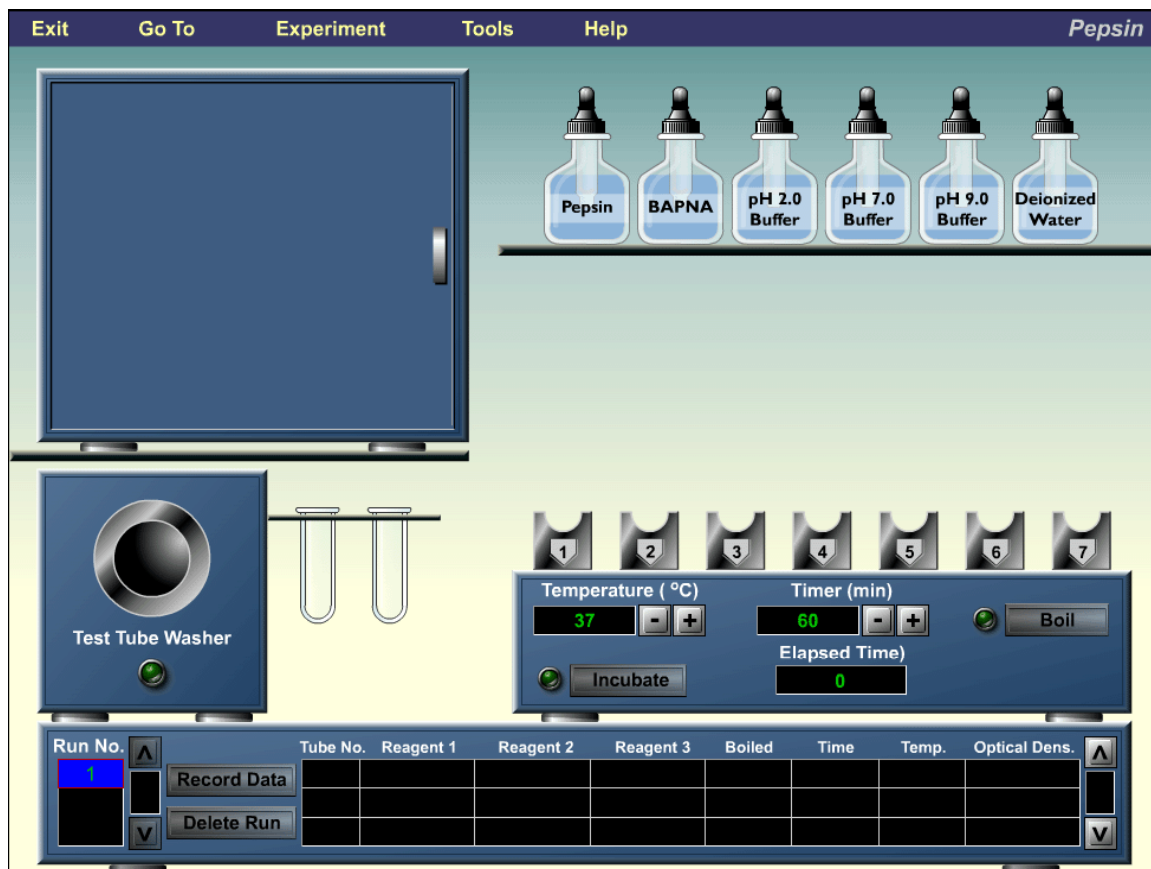 Exit Go To Experiment Tools Help Pepsin
Pepsin
BAPNA
pH 2.0
Buffer
pH 7.0
Buffer
pH 9.0
Buffer
Deionized
Water
1 2 3 4 5 6 7
Temperature ( °C) Timer (min)
37 - + 60 - + Boil
Elapsed Time)
Incubate 0
Test Tube Washer
Run No. Λ Tube No. Reagent 1 Reagent 2 Reagent 3 Boiled Time Temp. Optical Dens. Λ
1 Record Data
V Delete Run V